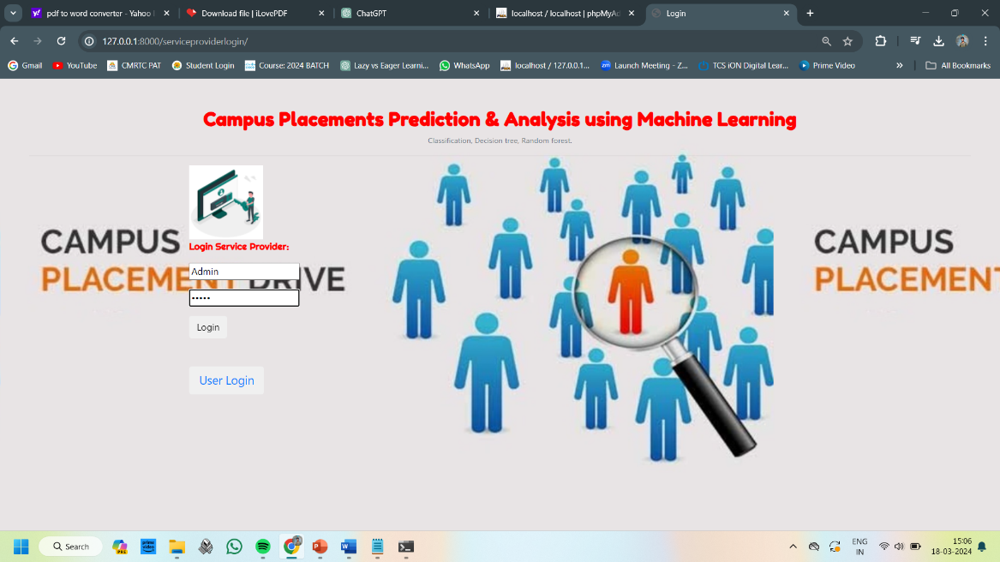 pdf to word converter - Yahoo
Download file | iLovePDF
ChatGPT
localhost / localhost | phpMyAd
Login
127.0.0.1:8000/serviceproviderlogin/
Gmail
YouTube
CMRTC PAT
Student Login
Course: 2024 BATCH
Lazy vs Eager Learni...
WhatsApp
localhost / 127.0.0.1...
Launch Meeting - Z...
TCS iON Digital Lear...
Prime Video
All Bookmarks
Campus Placements Prediction & Analysis using Machine Learning
Classification, Decision tree, Random forest.
CAMPUS
PLACEMENT DRIVE
Login Service Provider:
Admin
•••••
Login
User Login
CAMPUS
PLACEMENT
Search
ENG
IN
15:06
18-03-2024